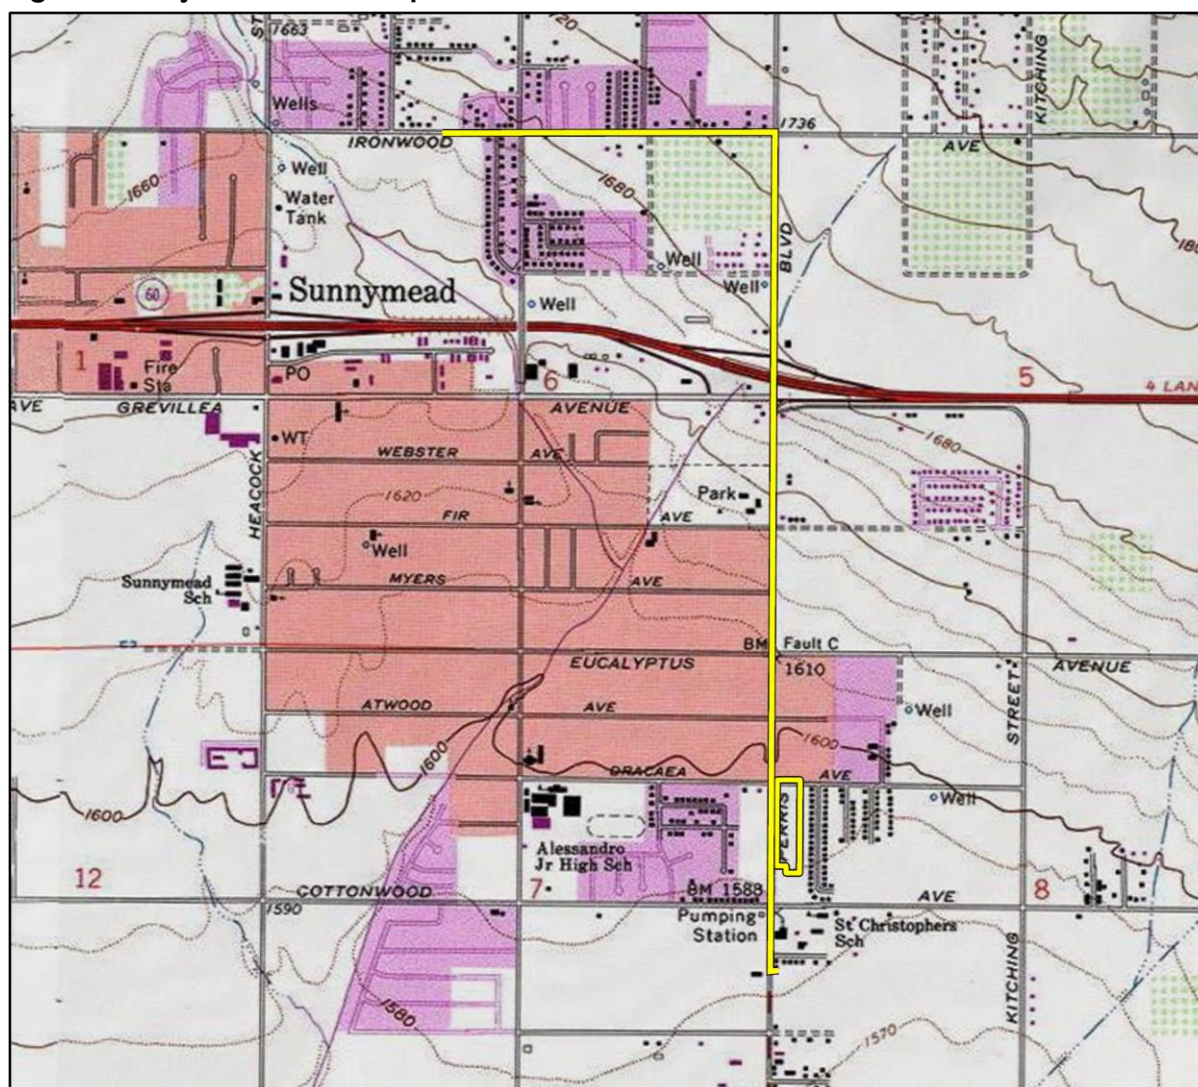 ST
7663
1720
KITCHING
Wells
1736
IRONWOOD
AVE
Well
1660
1680
Water
Tank
BLVD
Well
60
Sunnymead
Well
Well
1
Fire
Sta
PO
6
5
4 LAN
AVE
GREVILLEA
AVENUE
WT
WEBSTER
AVE
1680
HEACOCK
1620
Park
FIR
AVE
Well
Sunnymead
Sch
MYERS
AVE
BM
Fault C
EUCALYPTUS
1610
AVENUE
ATWOOD
AVE
Well
STREET
1600
1600
DRACAEA
AVE
1600
PERRIS
Well
Alessandro
Jr High Sch
12
COTTONWOOD
7
BM 1588
AVE
8
1590
Pumping
Station
St Christophers
Sch
KITCHING
1580
1570